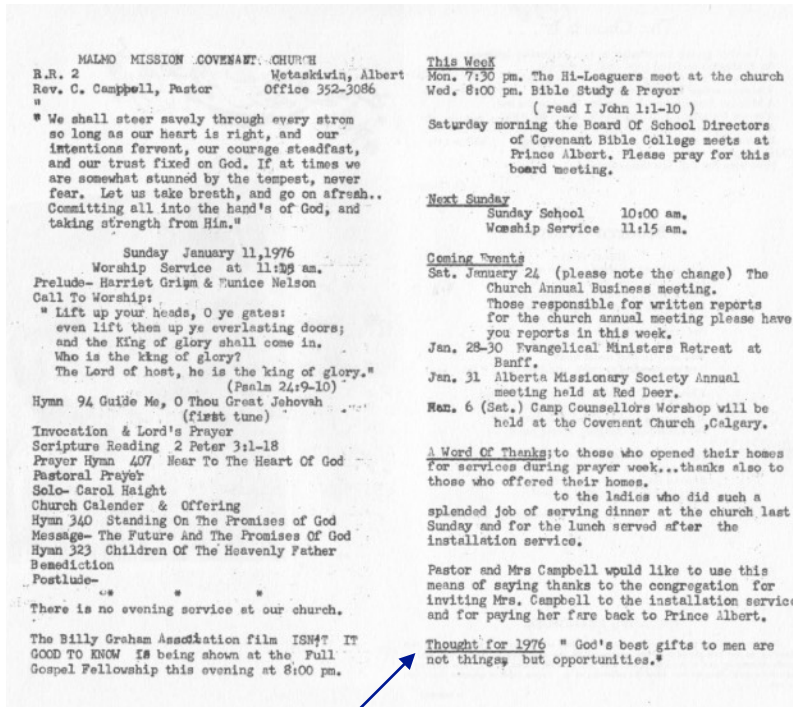 MALMO MISSION COVENANT CHURCH
R.R. 2 Wetaskiwin, Albert
Rev. C. Campbell, Pastor Office 352-3086
"
" We shall steer savely through every strom
so long as our heart is right, and our
intentions fervent, our courage steadfast,
and our trust fixed on God. If at times we
are somewhat stunned by the tempest, never
fear. Let us take breath, and go on afresh..
Committing all into the hand's of God, and
taking strength from Him."
Sunday January 11,1976
Worship Service at 11:15 am.
Prelude- Harriet Grimm & Eunice Nelson
Call To Worship:
" Lift up your heads, O ye gates:
even lift them up ye everlasting doors;
and the King of glory shall come in.
Who is the king of glory?
The Lord of host, he is the king of glory."
(Psalm 24:9-10)
Hymn 94 Guide Me, O Thou Great Jehovah
(first tune)
Invocation & Lord's Prayer
Scripture Reading 2 Peter 3:1-18
Prayer Hymn 407 Near To The Heart Of God
Pastoral Prayer
Solo- Carol Haight
Church Calender & Offering
Hymn 340 Standing On The Promises of God
Message- The Future And The Promises Of God
Hymn 323 Children Of The Heavenly Father
Benediction
Postlude-
* * *
There is no evening service at our church.
The Billy Graham Association film ISN'T IT
GOOD TO KNOW is being shown at the Full
Gospel Fellowship this evening at 8:00 pm.
This Week
Mon. 7:30 pm. The Hi-Leaguers meet at the church
Wed. 8:00 pm. Bible Study & Prayer
( read I John 1:1-10 )
Saturday morning the Board Of School Directors
of Covenant Bible College meets at
Prince Albert. Please pray for this
board meeting.
Next Sunday
Sunday School 10:00 am.
Worship Service 11:15 am.
Coming Events
Sat. January 24 (please note the change) The
Church Annual Business meeting.
Those responsible for written reports
for the church annual meeting please have
you reports in this week.
Jan. 28-30 Evangelical Ministers Retreat at
Banff.
Jan. 31 Alberta Missionary Society Annual
meeting held at Red Deer.
Mar. 6 (Sat.) Camp Counsellors Worshop will be
held at the Covenant Church ,Calgary.
A Word Of Thanks;to those who opened their homes
for services during prayer week...thanks also to
those who offered their homes.
to the ladies who did such a
splended job of serving dinner at the church last
Sunday and for the lunch served after the
installation service.
Pastor and Mrs Campbell would like to use this
means of saying thanks to the congregation for
inviting Mrs. Campbell to the installation service
and for paying her fare back to Prince Albert.
Thought for 1976 " God's best gifts to men are
not things, but opportunities."